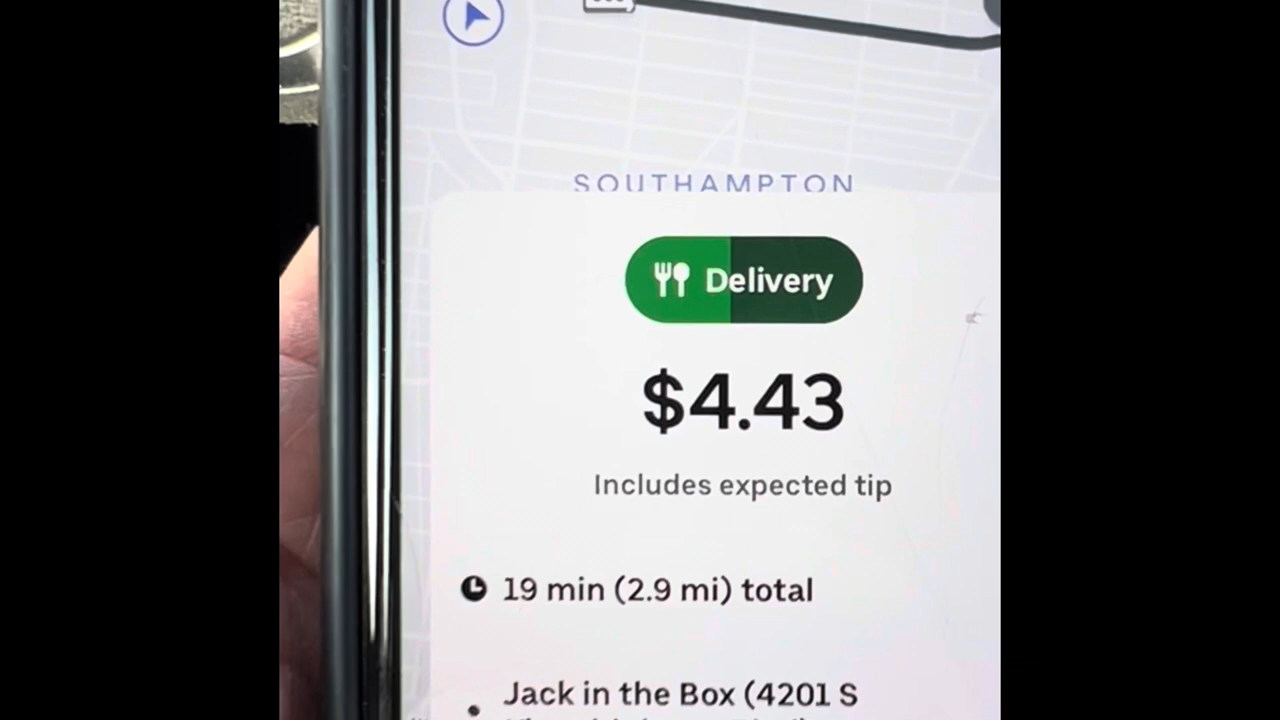 SOUTHAMPTON
Delivery
$4.43
Includes expected tip
19 min (2.9 mi) total
Jack in the Box (4201 S